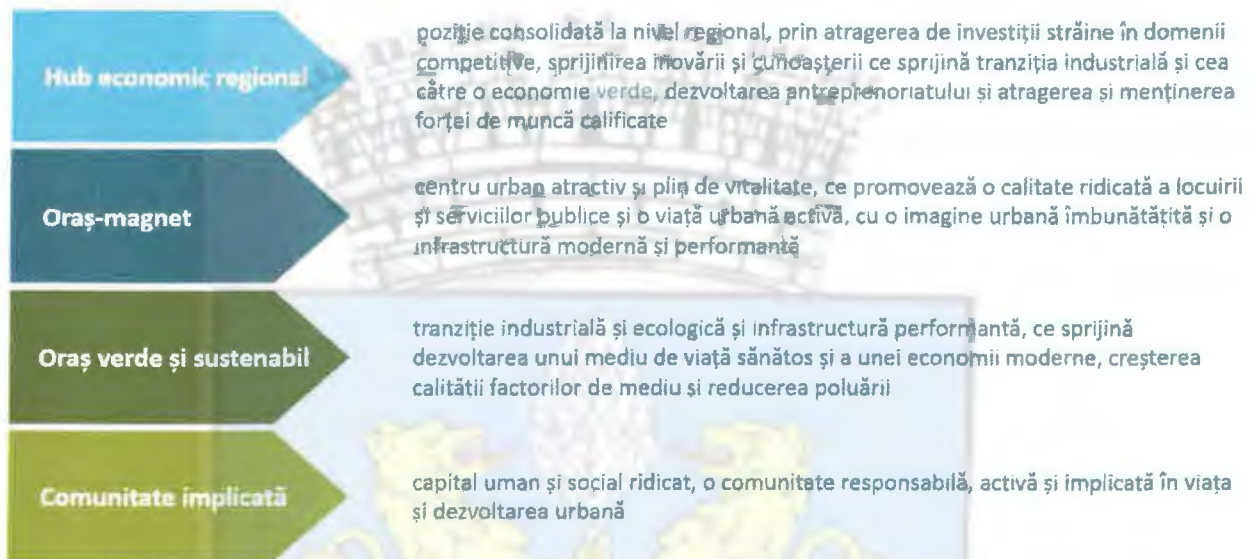 Hub economic regional
poziție consolidată la nivel regional, prin atragerea de investiții străine în domenii
competitive, sprijinirea inovării și cunoașterii ce sprijină tranziția industrială și cea
către o economie verde, dezvoltarea antreprenoriatului și atragerea și menținerea
forței de muncă calificate
Oraș-magnet
centru urban atractiv și plin de vitalitate, ce promovează o calitate ridicată a locuirii
și serviciilor publice și o viață urbană activă, cu o imagine urbană îmbunătățită și o
infrastructură modernă și performantă
Oraș verde și sustenabil
tranziție industrială și ecologică și infrastructură performantă, ce sprijină
dezvoltarea unui mediu de viață sănătos și a unei economii moderne, creșterea
calității factorilor de mediu și reducerea poluării
Comunitate implicată
capital uman și social ridicat, o comunitate responsabilă, activă și implicată în viața
și dezvoltarea urbană